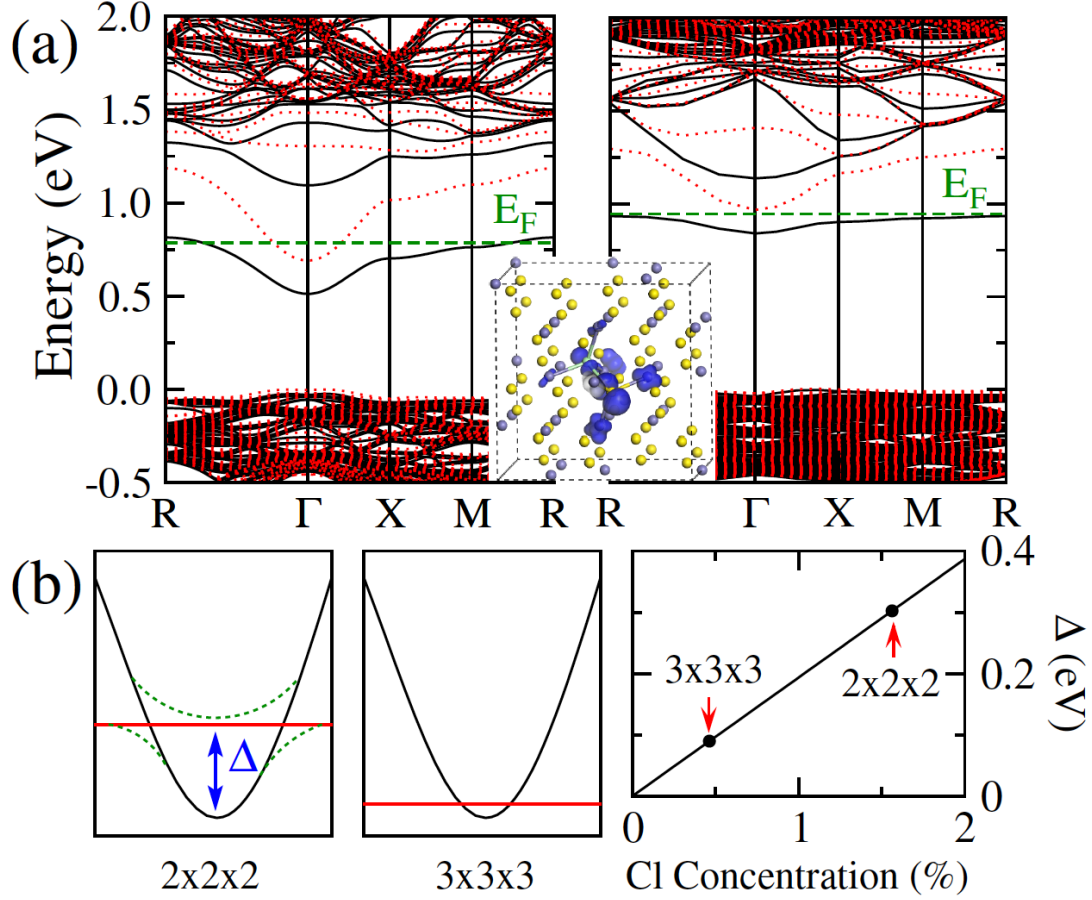 (a)
Energy (eV)
2.0
1.5
1.0
0.5
0.0
-0.5
E_F
E_F
R Γ X M R R Γ X M R
(b)
Δ
2x2x2
3x3x3
3x3x3
2x2x2
0.4
0.2
0
Δ (eV)
0 1 2
Cl Concentration (%)